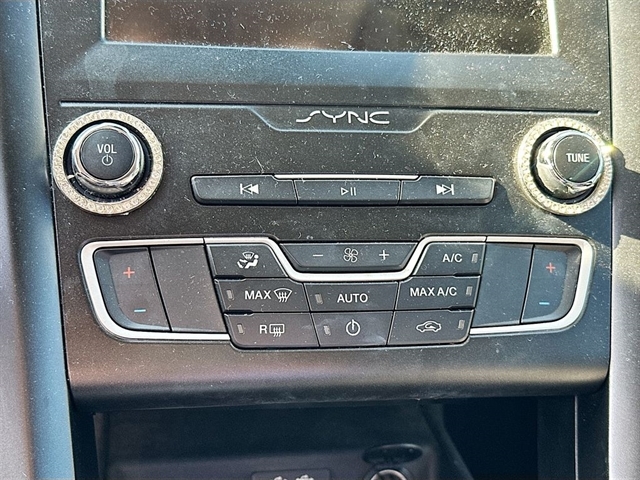 SYNC
VOL
TUNE
A/C
MAX
AUTO
MAX A/C
R